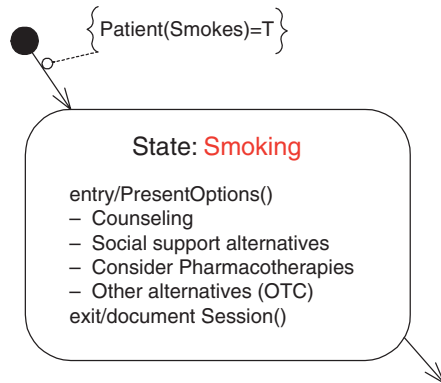 {Patient(Smokes)=T}
State: Smoking
entry/PresentOptions()
– Counseling
– Social support alternatives
– Consider Pharmacotherapies
– Other alternatives (OTC)
exit/document Session()